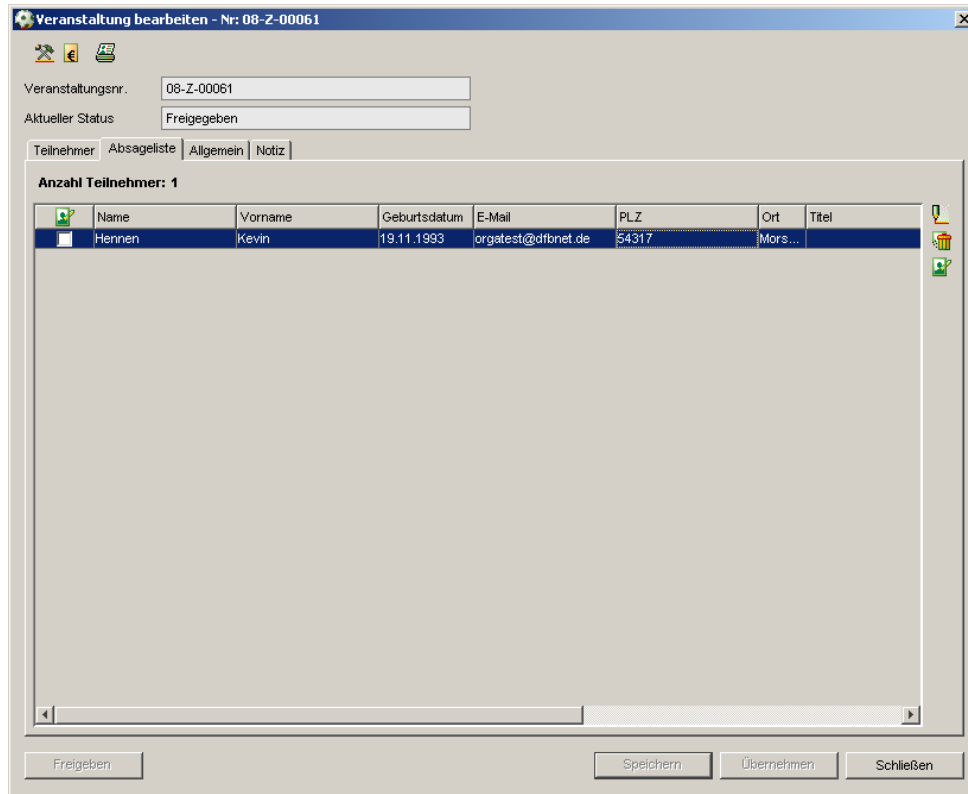 Veranstaltung bearbeiten - Nr: 08-Z-00061
Veranstaltungsnr. 08-Z-00061
Aktueller Status Freigegeben
Teilnehmer Absageliste Allgemein Notiz
Anzahl Teilnehmer: 1
Name Vorname Geburtsdatum E-Mail PLZ Ort Titel
Hennen Kevin 19.11.1993 orgatest@dfbnet.de 54317 Mors...
Freigeben Speichern Übernehmen Schließen